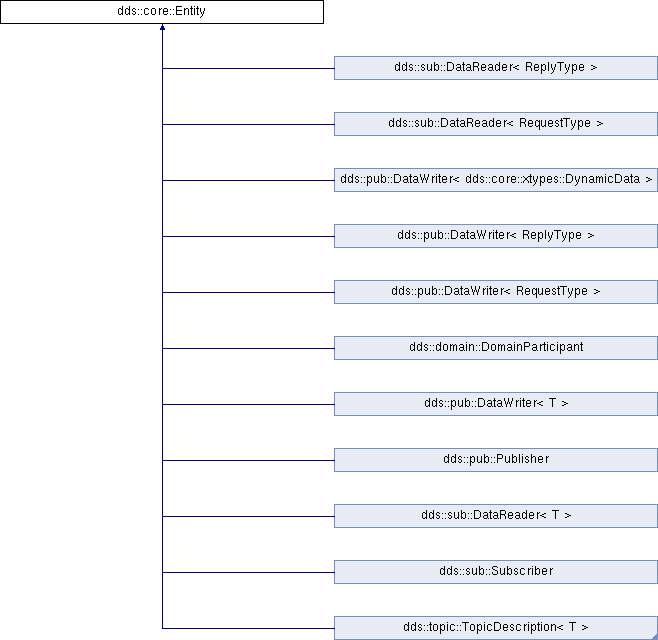 dds::core::Entity
dds::sub::DataReader< ReplyType >
dds::sub::DataReader< RequestType >
dds::pub::DataWriter< dds::core::xtypes::DynamicData >
dds::pub::DataWriter< ReplyType >
dds::pub::DataWriter< RequestType >
dds::domain::DomainParticipant
dds::pub::DataWriter< T >
dds::pub::Publisher
dds::sub::DataReader< T >
dds::sub::Subscriber
dds::topic::TopicDescription< T >